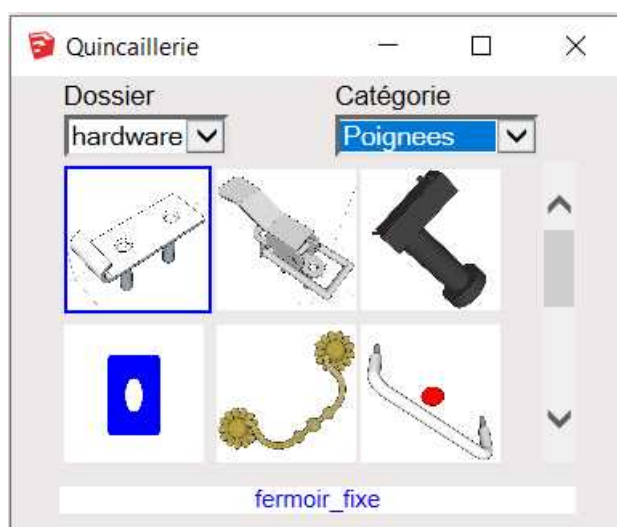 Quincaillerie
Dossier
Catégorie
hardware
Poignees
fermoir_fixe